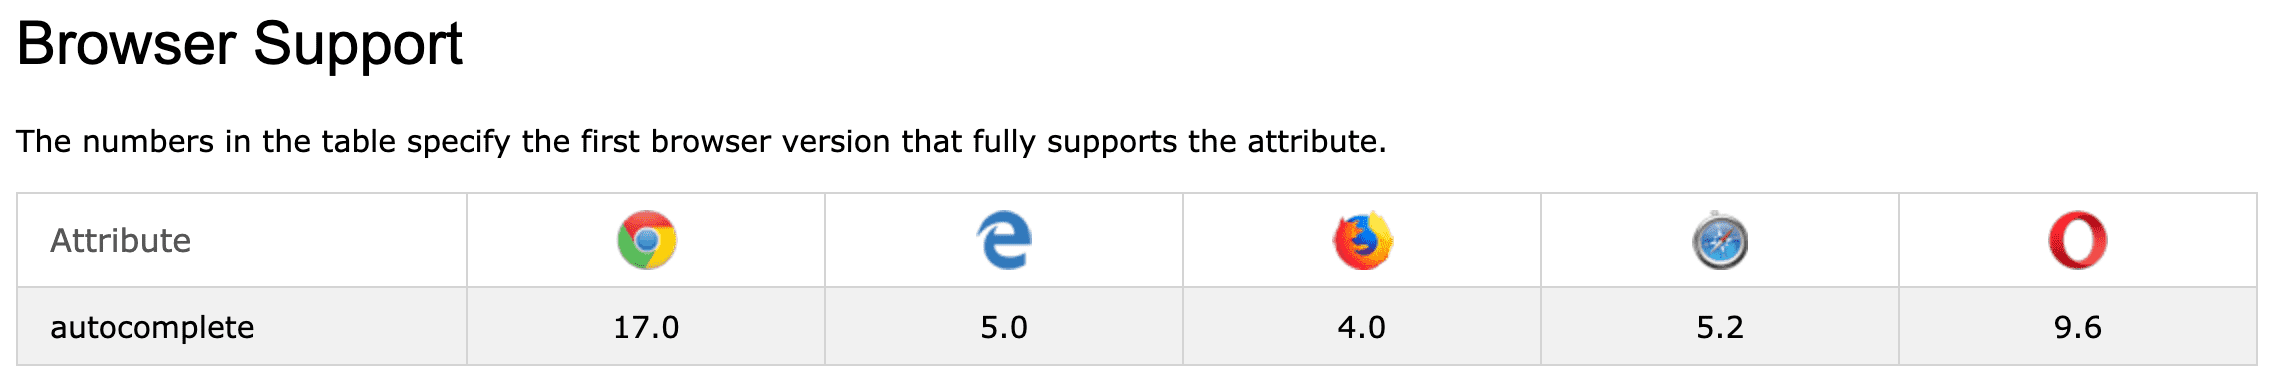 Browser Support
The numbers in the table specify the first browser version that fully supports the attribute.
Attribute
autocomplete 17.0 5.0 4.0 5.2 9.6